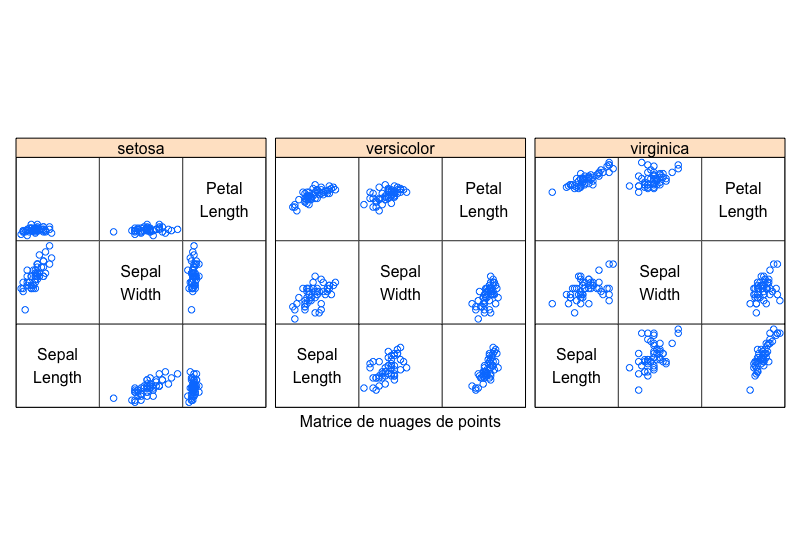 setosa
Petal
Length
Sepal
Width
Sepal
Length
versicolor
Petal
Length
Sepal
Width
Sepal
Length
virginica
Petal
Length
Sepal
Width
Sepal
Length
Matrice de nuages de points